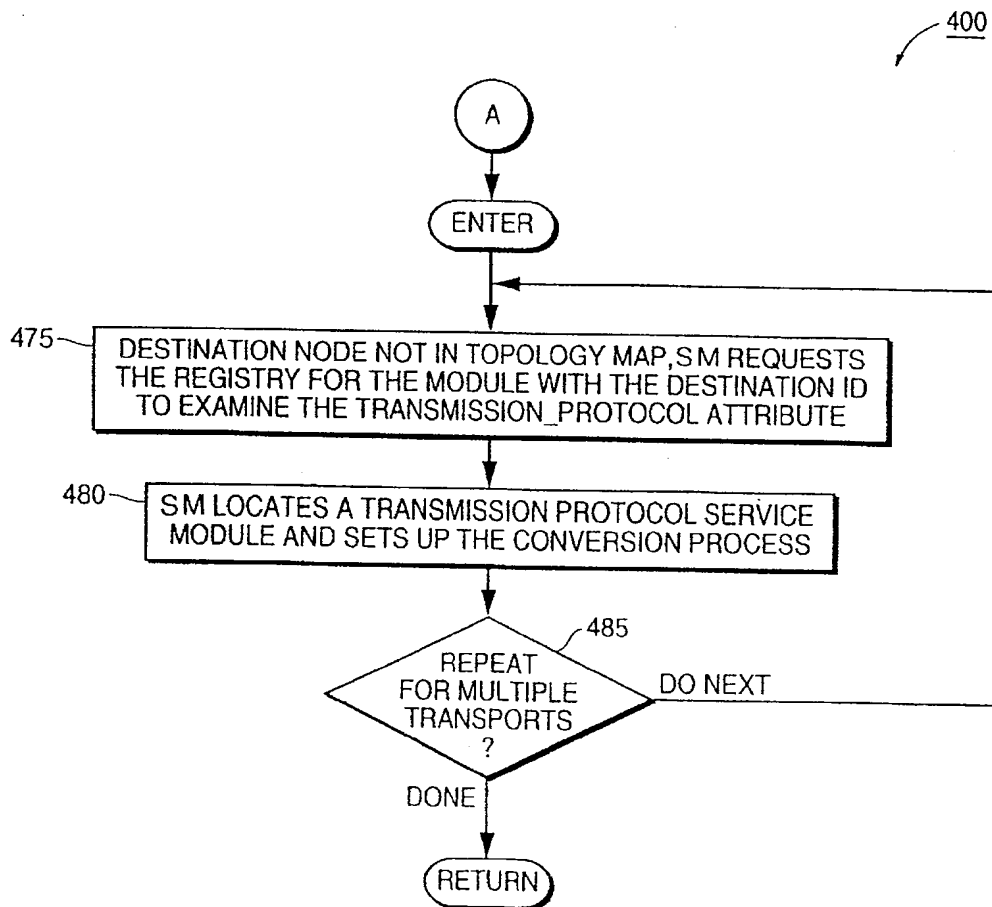 400
A
ENTER
475
DESTINATION NODE NOT IN TOPOLOGY MAP,SM REQUESTS
THE REGISTRY FOR THE MODULE WITH THE DESTINATION ID
TO EXAMINE THE TRANSMISSION_PROTOCOL ATTRIBUTE
480
SM LOCATES A TRANSMISSION PROTOCOL SERVICE
MODULE AND SETS UP THE CONVERSION PROCESS
485
REPEAT
FOR MULTIPLE
TRANSPORTS
?
DO NEXT
DONE
RETURN